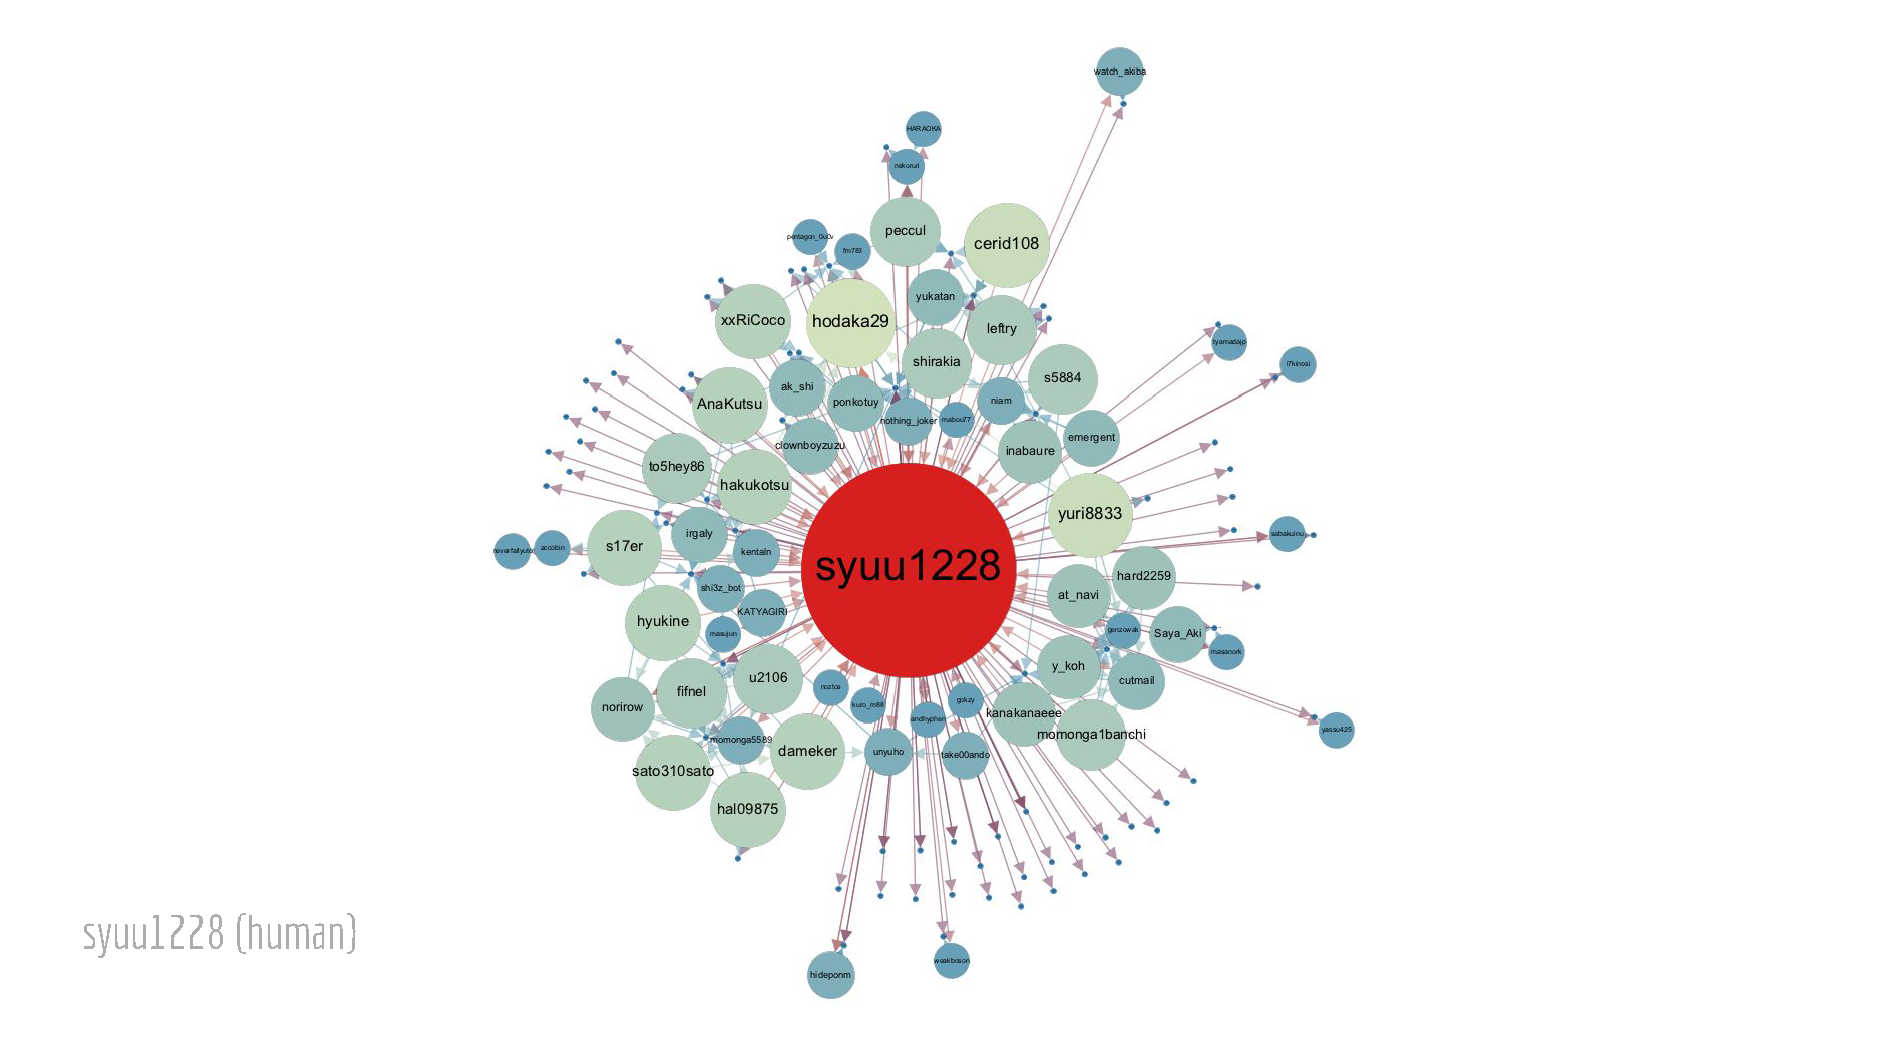 watch_akiba
HARAOKA
nekoruri
peccul
cerid108
pentagon_0u0v
fm783
yukatan
xxRiCoco
hodaka29
leftry
tyamadajp
shirakia
s5884
ak_shi
AnaKutsu
ponkotuy
niam
nothing_joker
mabou77
emergent
clownboyzuzu
inabaure
to5hey86
hakukotsu
yuri8833
irgaly
sabakuinu
s17er
accobin
kentaln
syuu1228
hard2259
shi3z_bot
at_navi
KATYAGIRI
hyukine
masujun
genzowak
Saya_Aki
masanork
y_koh
u2106
cutmail
fifnel
noztos
gokzy
kuro_m88
norirow
kanakanaeee
andhyphen
yassu425
momonga1banchi
momonga5589
dameker
unyulho
take00ando
sato310sato
hal09875
syuu1228 (human)
weakboson
hideponm